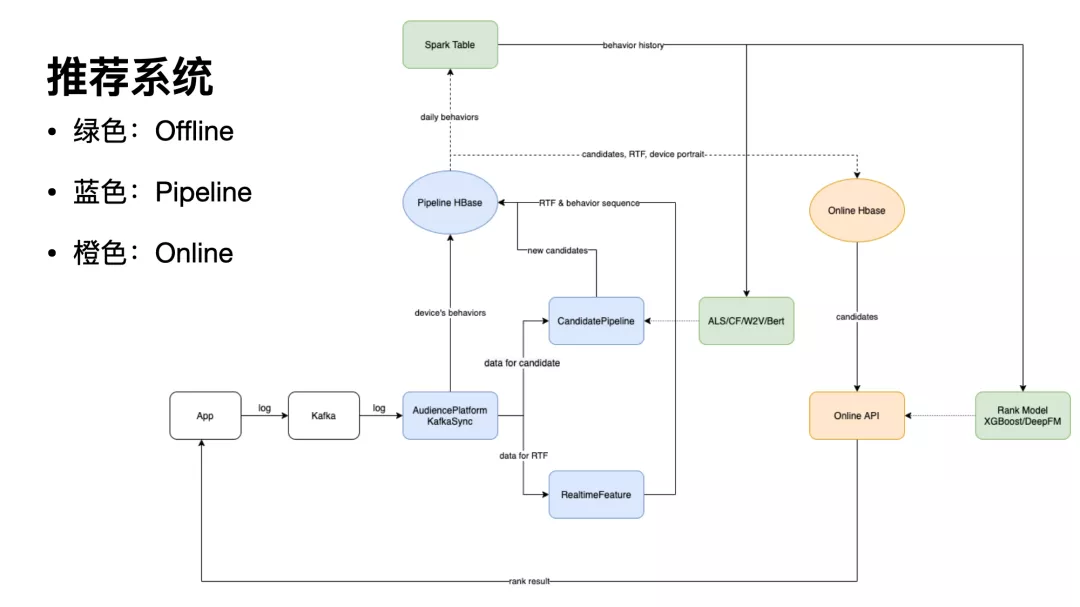 推荐系统
• 绿色：Offline
• 蓝色：Pipeline
• 橙色：Online
Spark Table
behavior history
daily behaviors
candidates, RTF, device portrait
Pipeline HBase
RTF & behavior sequence
Online Hbase
new candidates
device's behaviors
CandidatePipeline
ALS/CF/W2V/Bert
candidates
data for candidate
App
log
Kafka
log
AudiencePlatform
KafkaSync
Online API
Rank Model
XGBoost/DeepFM
data for RTF
RealtimeFeature
rank result